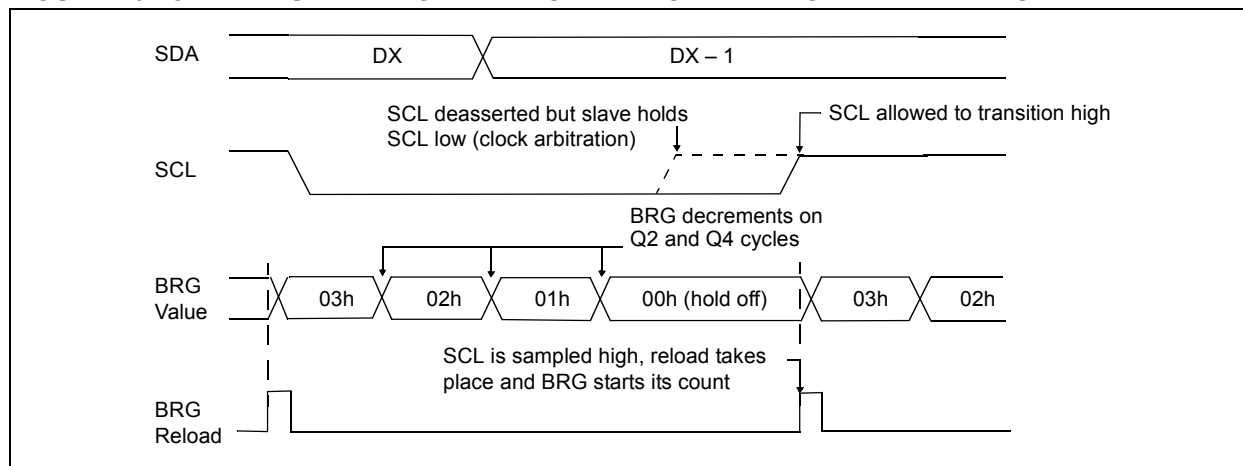 SDA
DX
DX – 1
SCL deasserted but slave holds
SCL low (clock arbitration)
SCL allowed to transition high
SCL
BRG decrements on
Q2 and Q4 cycles
BRG
Value
03h
02h
01h
00h (hold off)
03h
02h
SCL is sampled high, reload takes
place and BRG starts its count
BRG
Reload